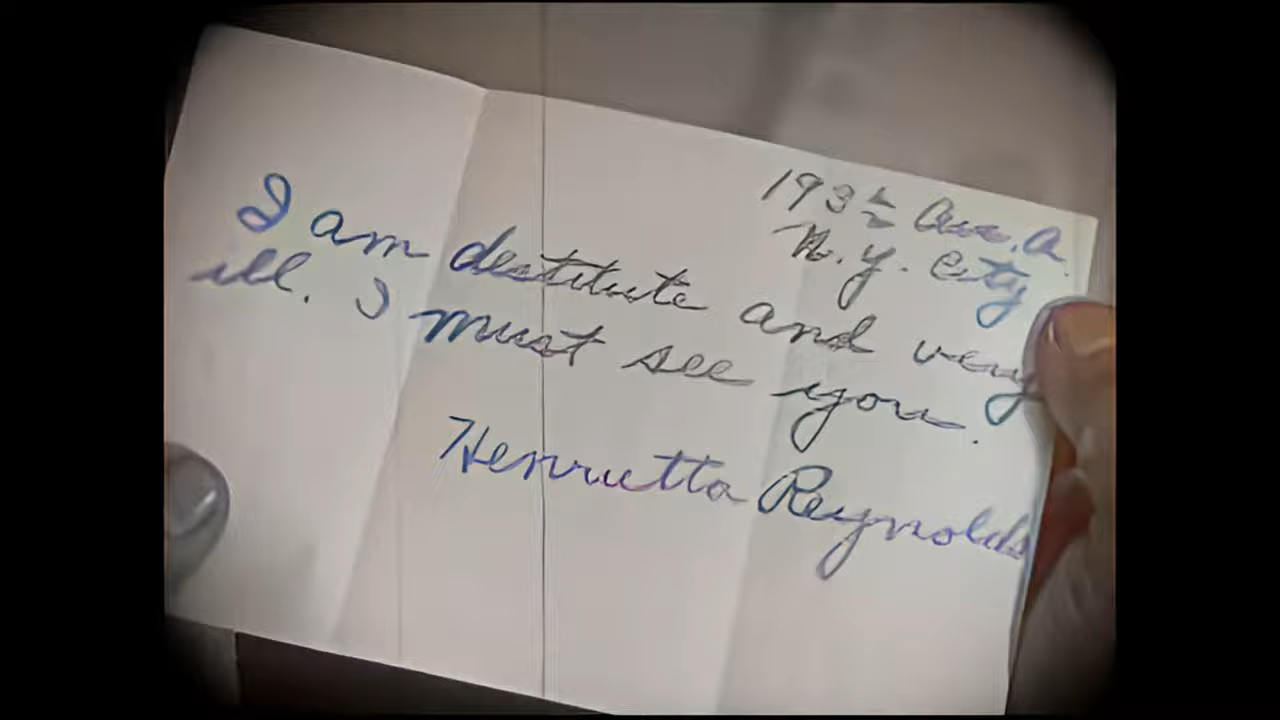 193½ Ave. A.
N. Y. City
I am destitute and very
ill. I must see you.
Henrietta Reynolds